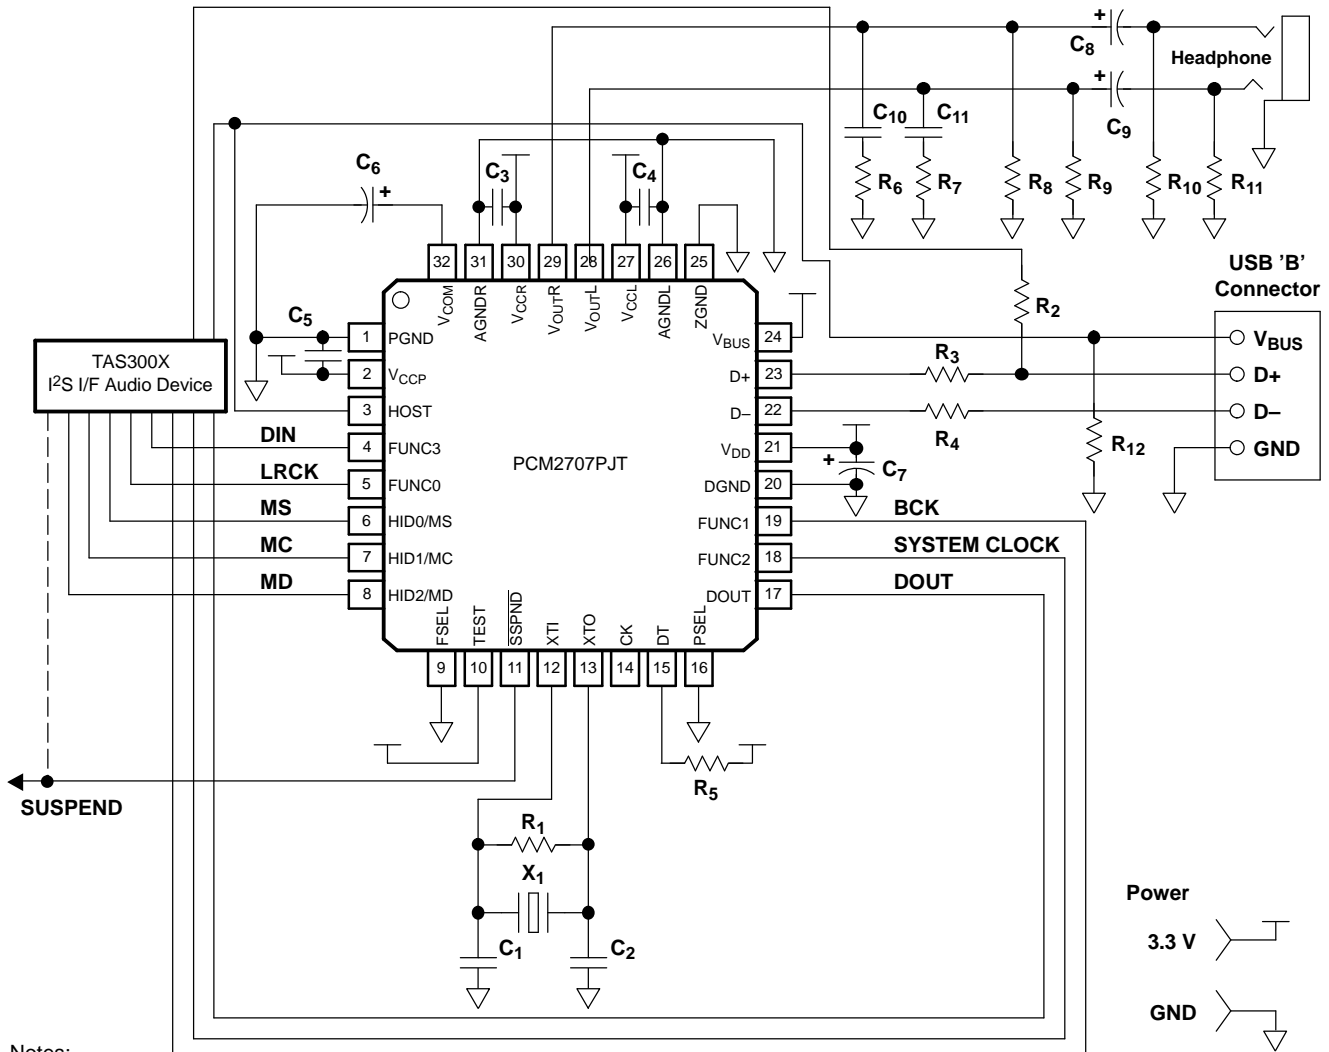 C8
Headphone
C9
C10
C11
R6
R7
R8
R9
R10
R11
C6
+
C3
C4
+
+
32
31
30
29
28
27
26
25
VCOM
AGNDR
VCCR
VOUTR
VOUTL
VCCL
AGNDL
ZGND
USB 'B'
Connector
VBUS
D+
D–
GND
R2
R3
R4
R12
C5
+
C7
TAS300X
I2S I/F Audio Device
1
PGND
2
VCCP
3
HOST
DIN
4
FUNC3
LRCK
5
FUNC0
MS
6
HID0/MS
MC
7
HID1/MC
MD
8
HID2/MD
PCM2707PJT
VBUS
24
D+
23
D–
22
VDD
21
DGND
20
FUNC1
19
BCK
FUNC2
18
SYSTEM CLOCK
DOUT
17
DOUT
FSEL
TEST
SSPND
XTI
XTO
CK
DT
PSEL
9
10
11
12
13
14
15
16
R5
SUSPEND
R1
X1
C1
C2
Power
3.3 V
GND
Notes: